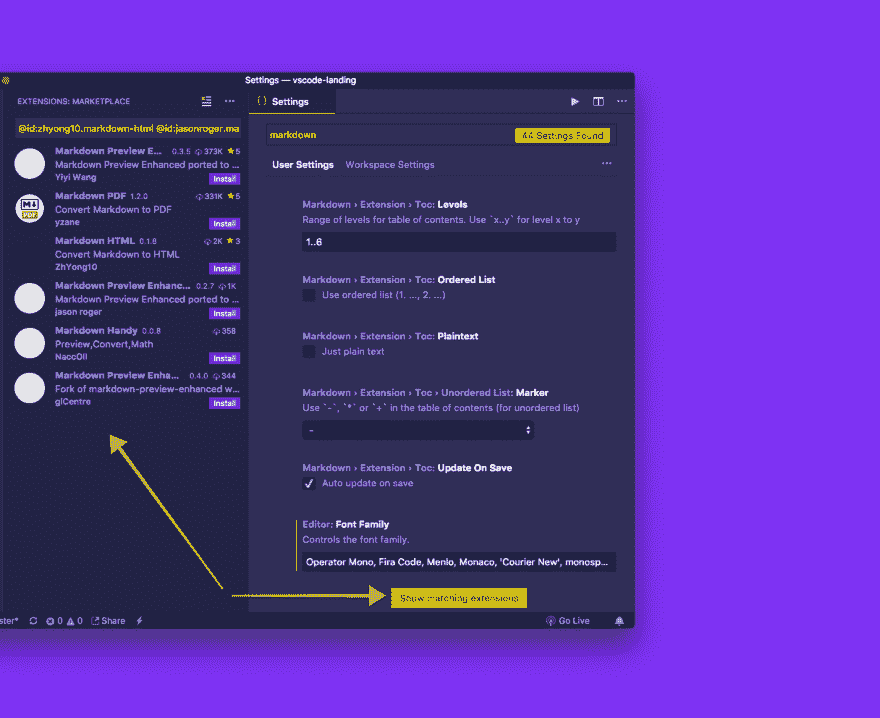 Settings — vscode-landing
EXTENSIONS: MARKETPLACE
@id:zhyong10.markdown-html @id:jasonroger.ma
Markdown Preview E... 0.3.5 373K 5
Markdown Preview Enhanced ported to ...
Yiyi Wang Install
Markdown PDF 1.2.0 331K 5
Convert Markdown to PDF
yzane Install
Markdown HTML 0.1.8 2K 3
Convert Markdown to HTML
ZhYong10 Install
Markdown Preview Enhanc... 0.2.7 1K
Markdown Preview Enhanced ported to ...
jason roger Install
Markdown Handy 0.0.8 358
Preview,Convert,Math
Install
Markdown Preview Enha... 0.4.0 344
Fork of markdown-preview-enhanced w...
Install
Settings
markdown 44 Settings Found
User Settings Workspace Settings
Markdown › Extension › Toc: Levels
Range of levels for table of contents. Use `x..y` for level x to y
1..6
Markdown › Extension › Toc: Ordered List
Use ordered list (1. ..., 2. ...)
Markdown › Extension › Toc: Plaintext
Just plain text
Markdown › Extension › Toc › Unordered List: Marker
Use `-`, `*` or `+` in the table of contents (for unordered list)
-
Markdown › Extension › Toc: Update On Save
Auto update on save
Editor: Font Family
Controls the font family.
Operator Mono, Fira Code, Menlo, Monaco, 'Courier New', monosp...
Show matching extensions
ster* 0 0 Share Go Live